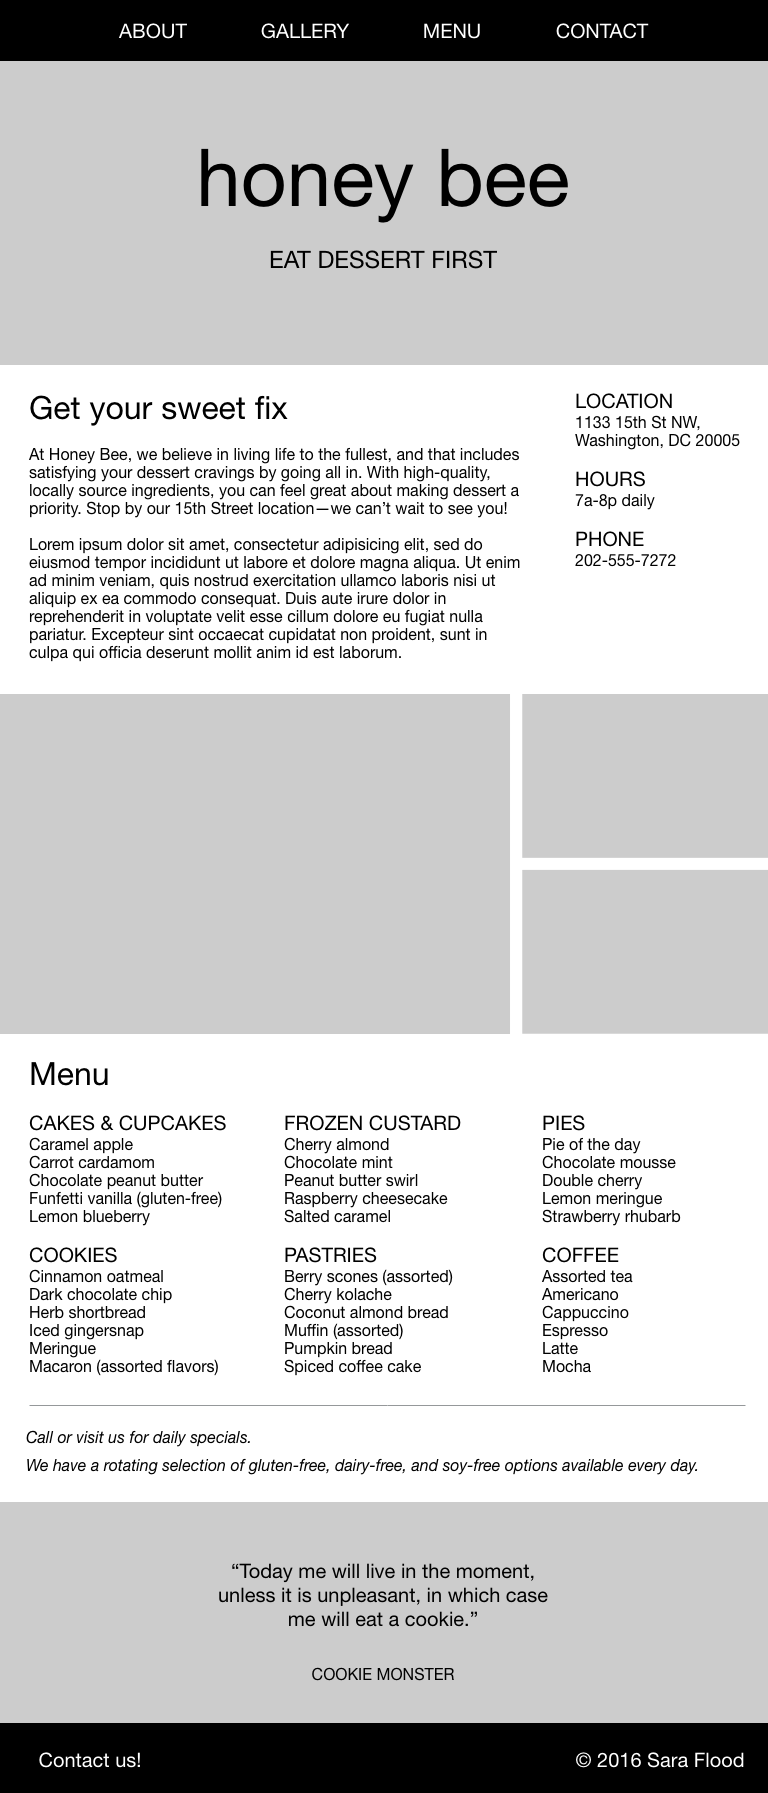 ABOUT GALLERY MENU CONTACT
honey bee
EAT DESSERT FIRST
Get your sweet fix
At Honey Bee, we believe in living life to the fullest, and that includes
satisfying your dessert cravings by going all in. With high-quality,
locally source ingredients, you can feel great about making dessert a
priority. Stop by our 15th Street location—we can’t wait to see you!
Lorem ipsum dolor sit amet, consectetur adipisicing elit, sed do
eiusmod tempor incididunt ut labore et dolore magna aliqua. Ut enim
ad minim veniam, quis nostrud exercitation ullamco laboris nisi ut
aliquip ex ea commodo consequat. Duis aute irure dolor in
reprehenderit in voluptate velit esse cillum dolore eu fugiat nulla
pariatur. Excepteur sint occaecat cupidatat non proident, sunt in
culpa qui officia deserunt mollit anim id est laborum.
LOCATION
1133 15th St NW,
Washington, DC 20005
HOURS
7a-8p daily
PHONE
202-555-7272
Menu
CAKES & CUPCAKES
Caramel apple
Carrot cardamom
Chocolate peanut butter
Funfetti vanilla (gluten-free)
Lemon blueberry
FROZEN CUSTARD
Cherry almond
Chocolate mint
Peanut butter swirl
Raspberry cheesecake
Salted caramel
PIES
Pie of the day
Chocolate mousse
Double cherry
Lemon meringue
Strawberry rhubarb
COOKIES
Cinnamon oatmeal
Dark chocolate chip
Herb shortbread
Iced gingersnap
Meringue
Macaron (assorted flavors)
PASTRIES
Berry scones (assorted)
Cherry kolache
Coconut almond bread
Muffin (assorted)
Pumpkin bread
Spiced coffee cake
COFFEE
Assorted tea
Americano
Cappuccino
Espresso
Latte
Mocha
Call or visit us for daily specials.
We have a rotating selection of gluten-free, dairy-free, and soy-free options available every day.
“Today me will live in the moment,
unless it is unpleasant, in which case
me will eat a cookie.”
COOKIE MONSTER
Contact us!
© 2016 Sara Flood